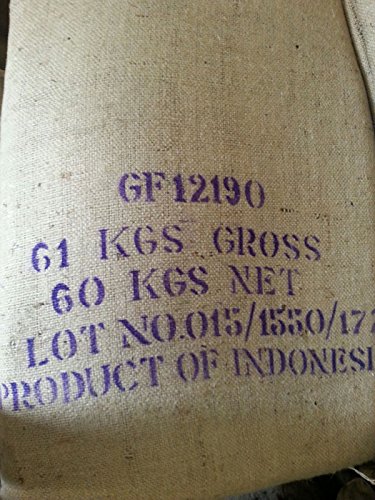 GF12190
61 KGS GROSS
60 KGS NET
LOT NO.015/1550/17
PRODUCT OF INDONESI